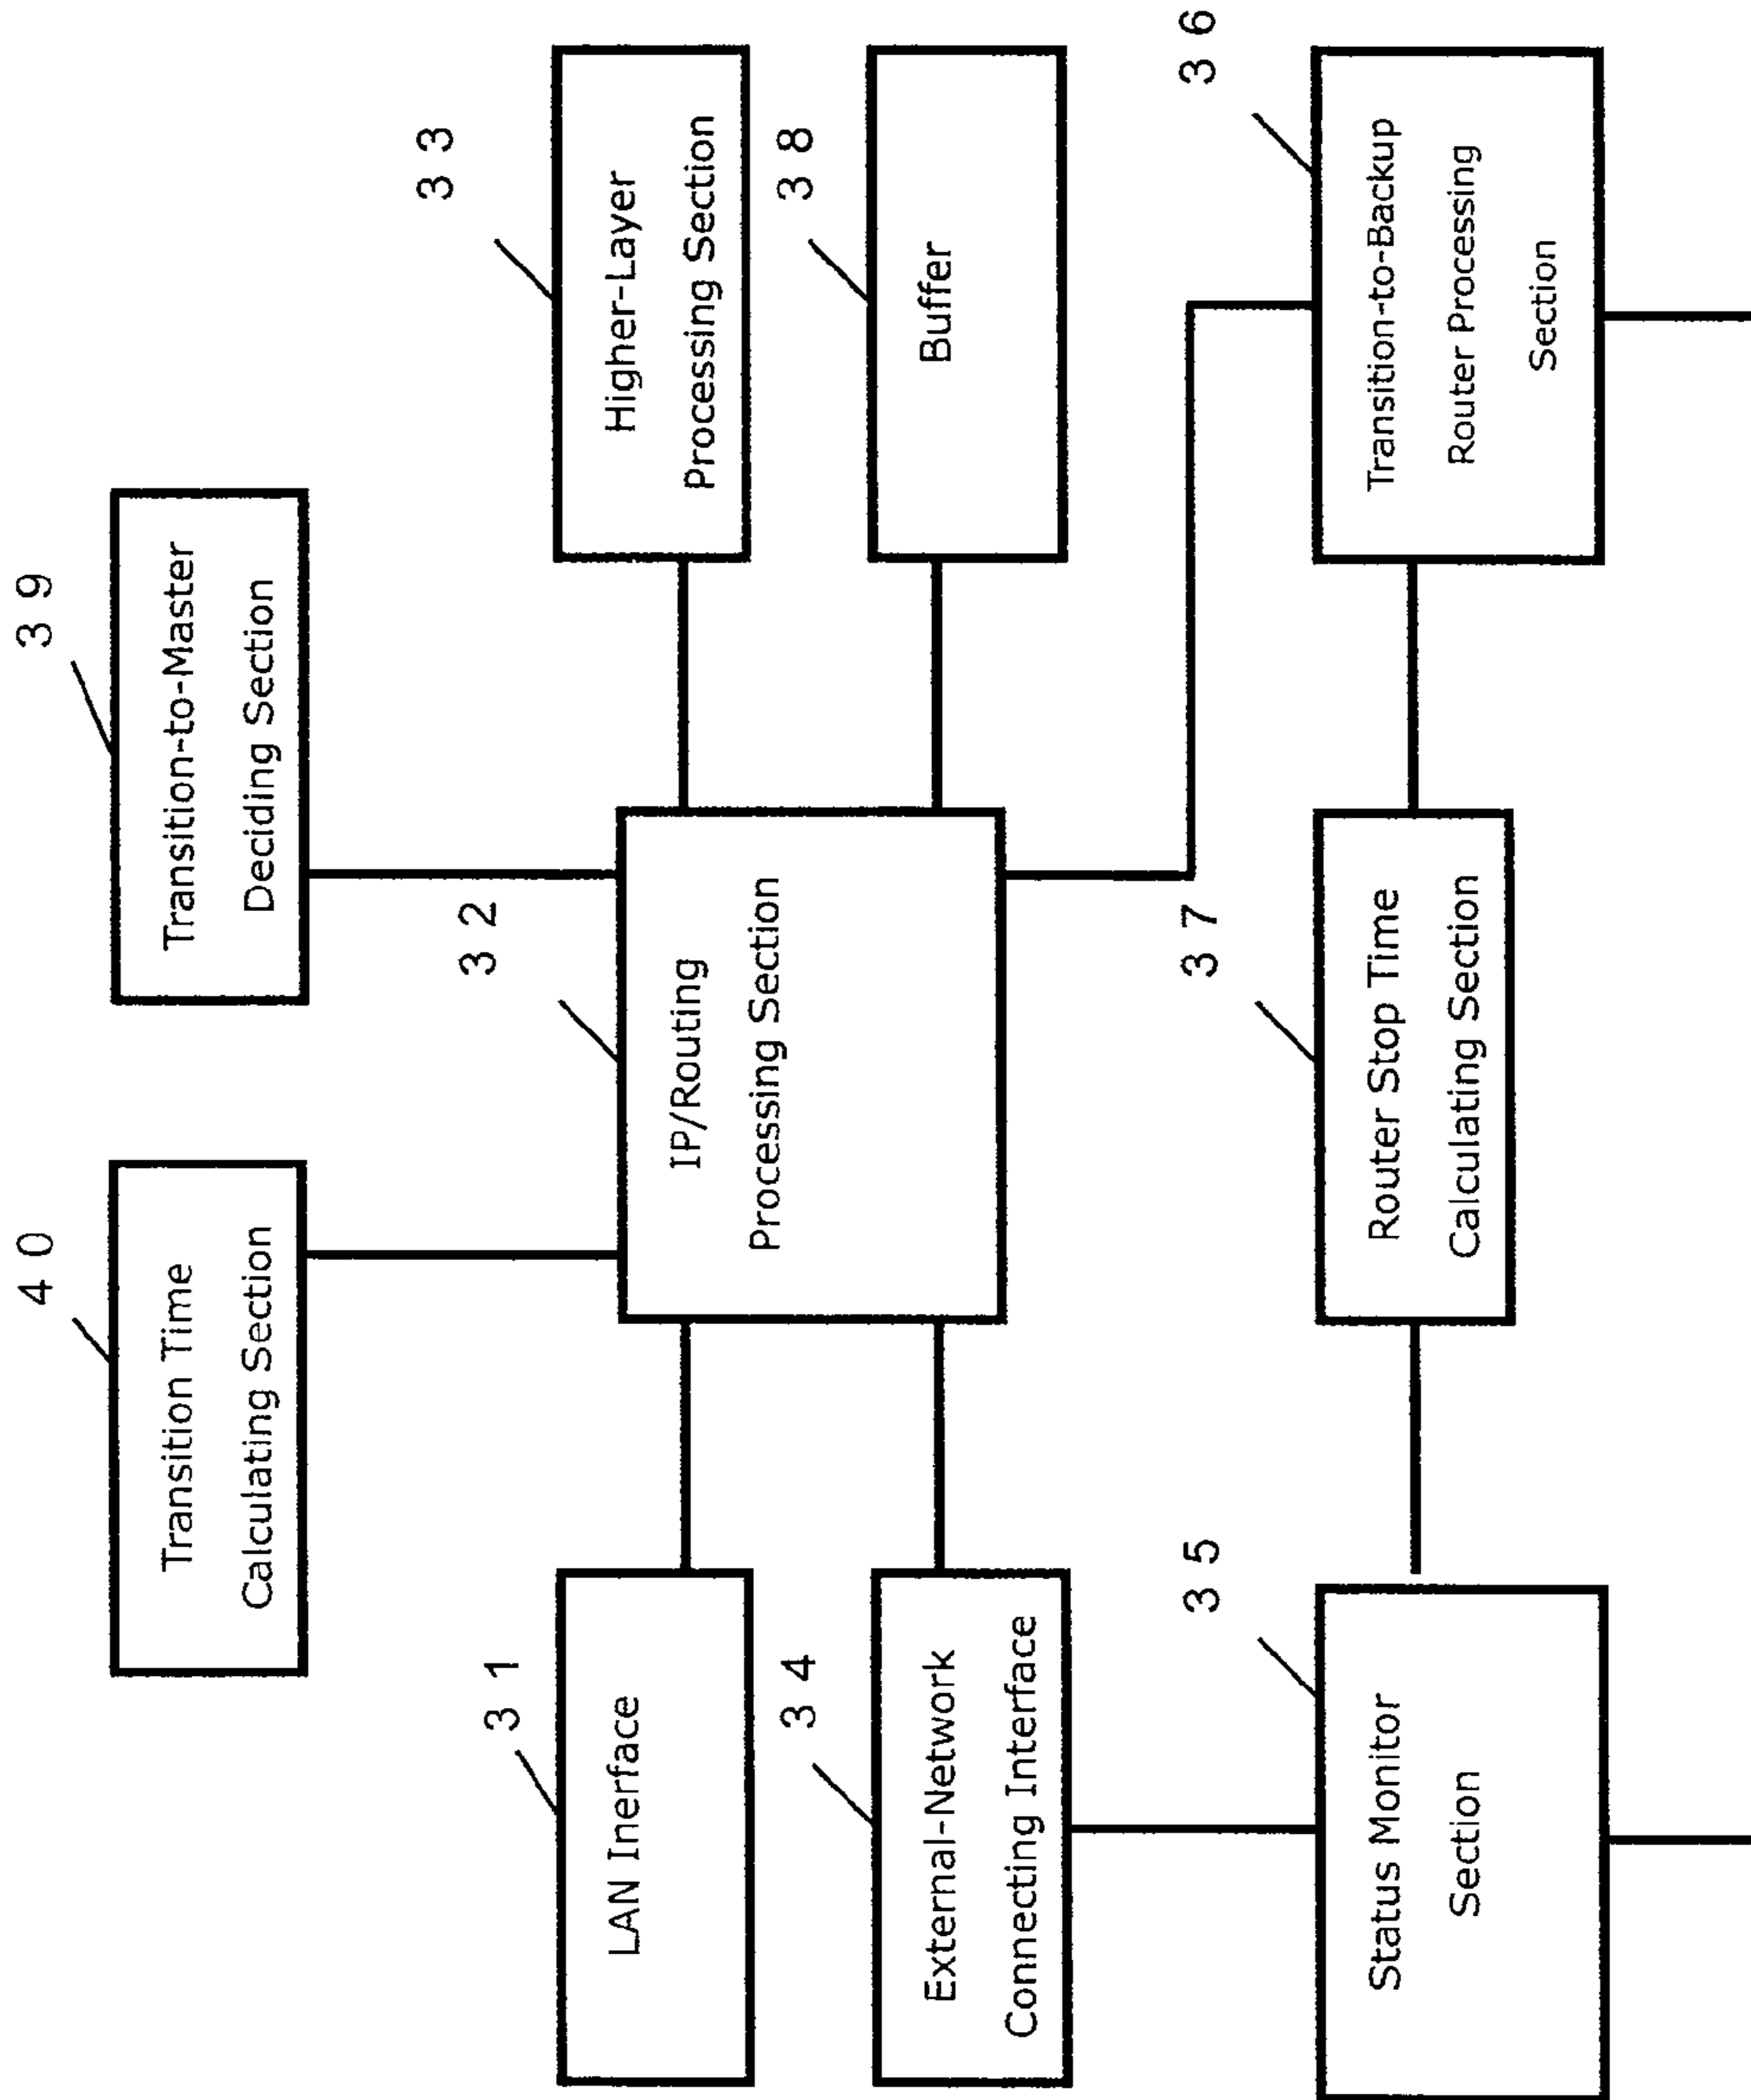 4 0
Transition Time
Calculating Section
3 9
Transition-to-Master
Deciding Section
3 1
LAN Inerface
3 2
IP/Routing
Processing Section
3 3
Higher-Layer
Processing Section
3 4
External-Network
Connecting Interface
3 8
Buffer
3 5
Status Monitor
Section
3 7
Router Stop Time
Calculating Section
3 6
Transition-to-Backup
Router Processing
Section